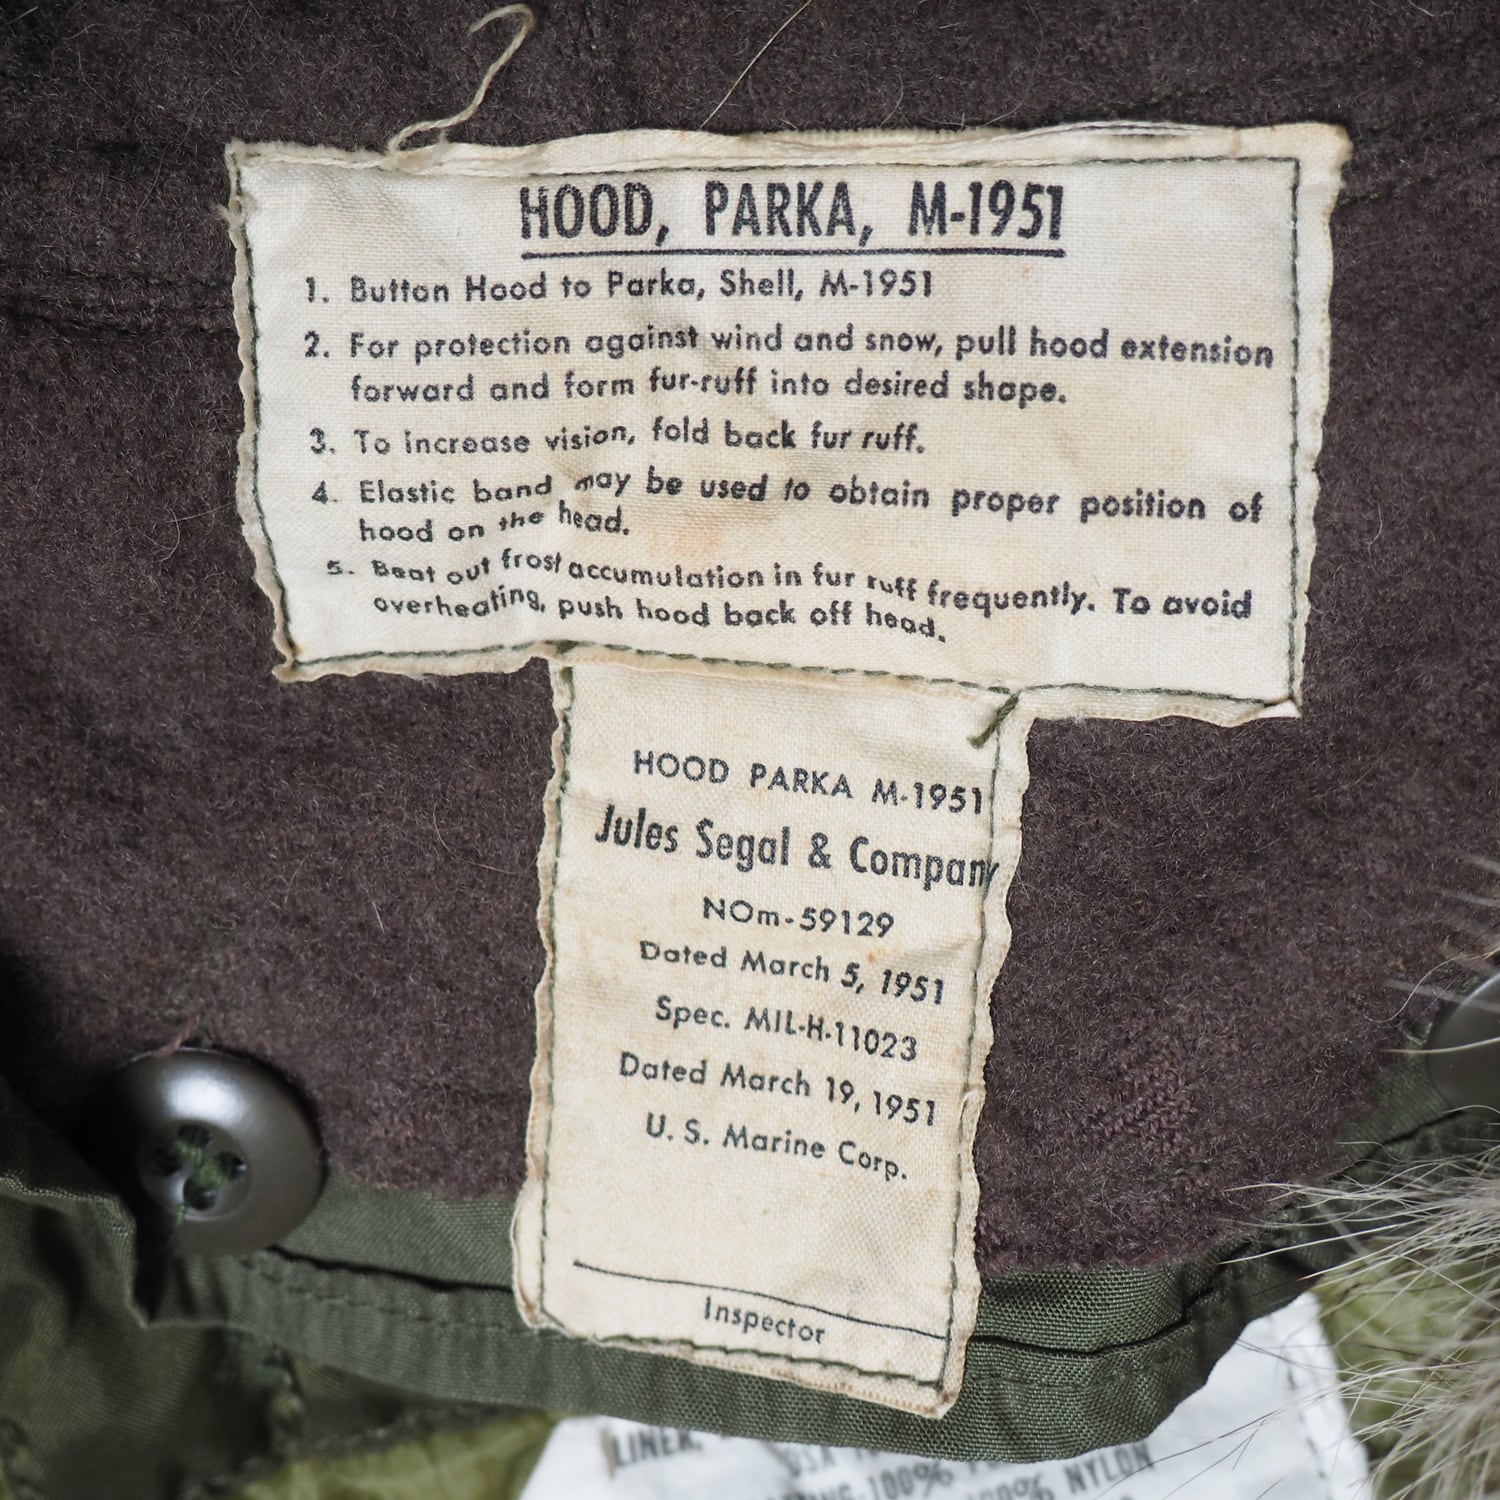 HOOD, PARKA, M-1951
1. Button Hood to Parka, Shell, M-1951
2. For protection against wind and snow, pull hood extension
forward and form fur-ruff into desired shape.
3. To increase vision, fold back fur ruff.
4. Elastic band may be used to obtain proper position of
hood on the head.
5. Beat out frost accumulation in fur ruff frequently. To avoid
overheating, push hood back off head.
HOOD PARKA M-1951
Jules Segal & Company
NOm-59129
Dated March 5, 1951
Spec. MIL-H-11023
Dated March 19, 1951
U. S. Marine Corp.
Inspector
LINER,
100%
100% NYLON